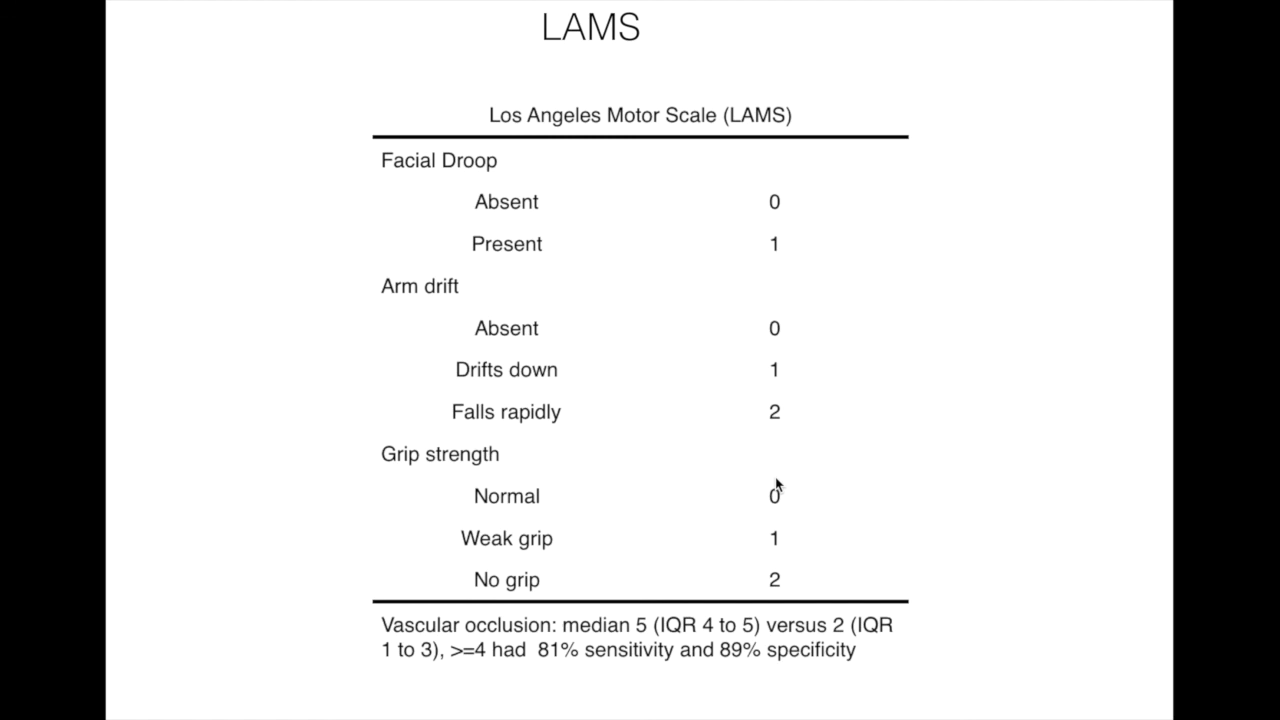 LAMS
Los Angeles Motor Scale (LAMS)
Facial Droop
Absent 0
Present 1
Arm drift
Absent 0
Drifts down 1
Falls rapidly 2
Grip strength
Normal 0
Weak grip 1
No grip 2
Vascular occlusion: median 5 (IQR 4 to 5) versus 2 (IQR
1 to 3), >=4 had  81% sensitivity and 89% specificity